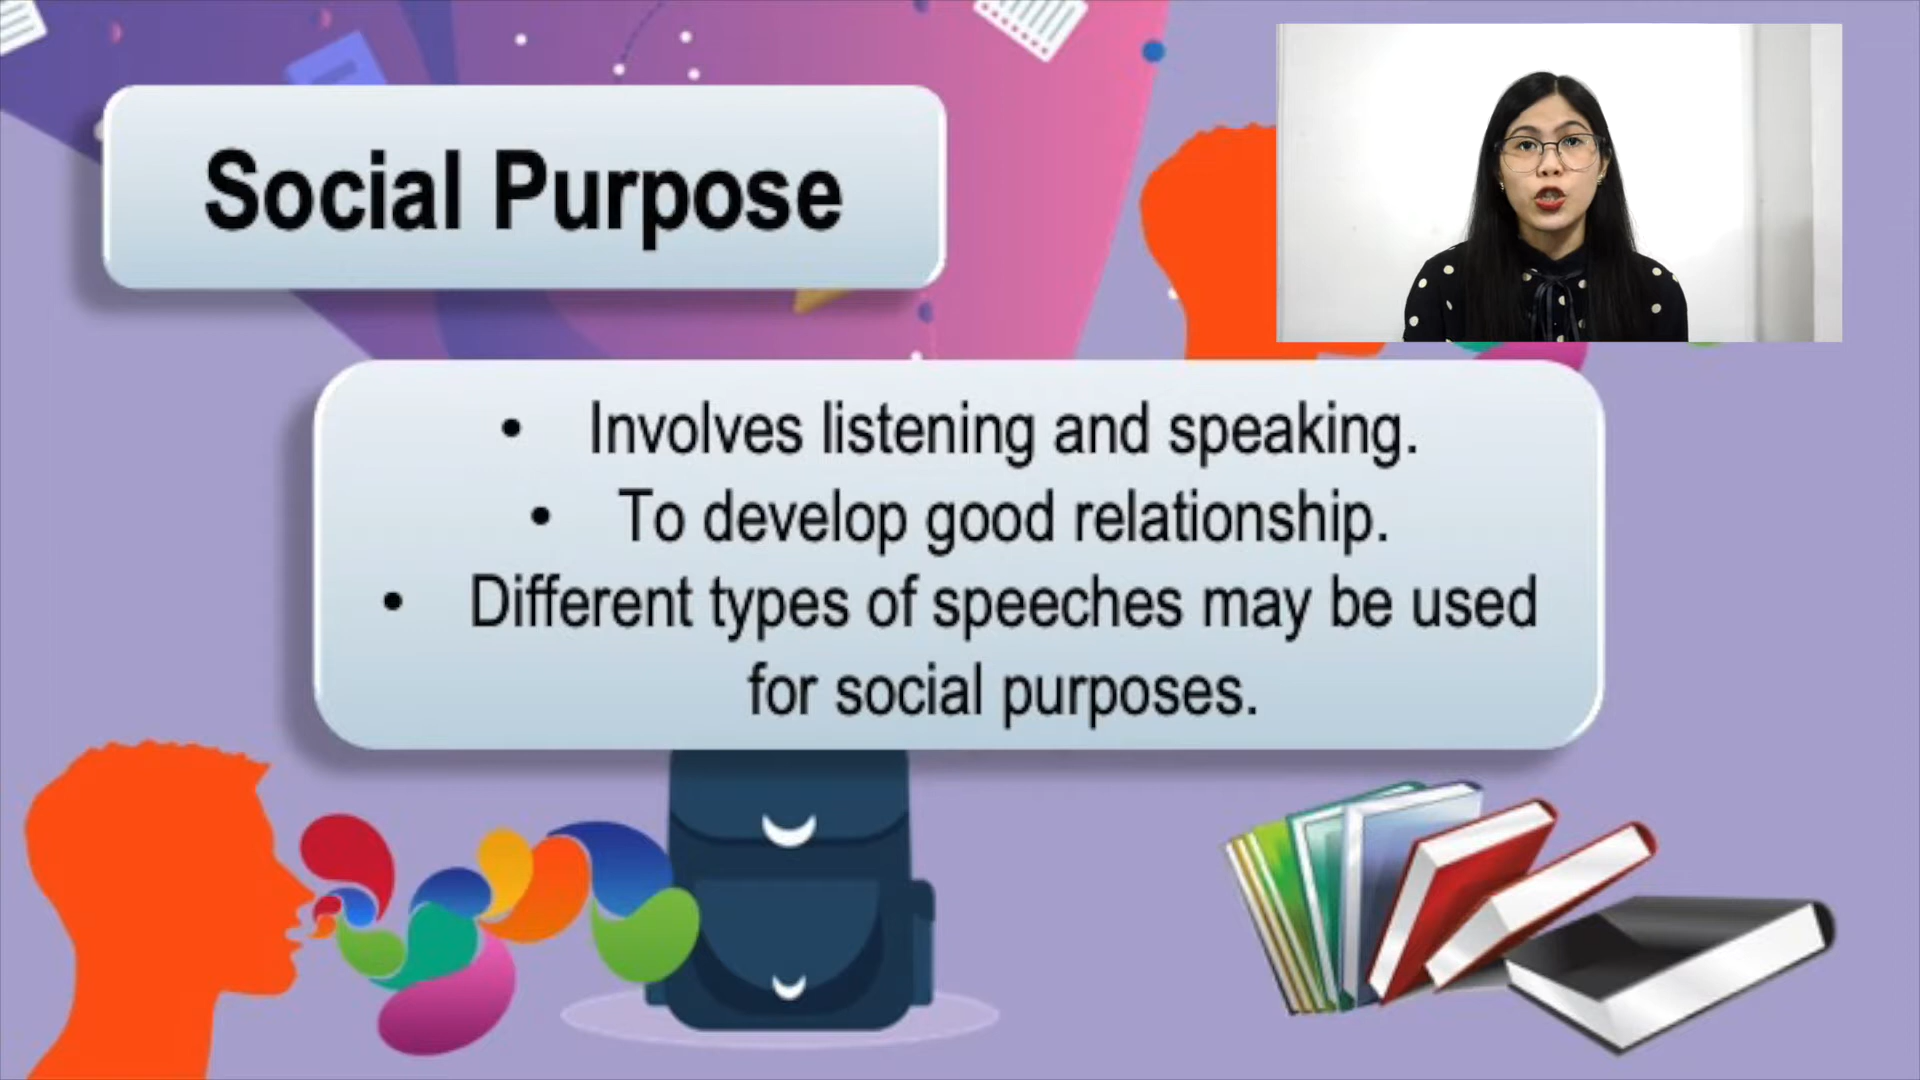 Social Purpose
• Involves listening and speaking.
• To develop good relationship.
• Different types of speeches may be used
for social purposes.